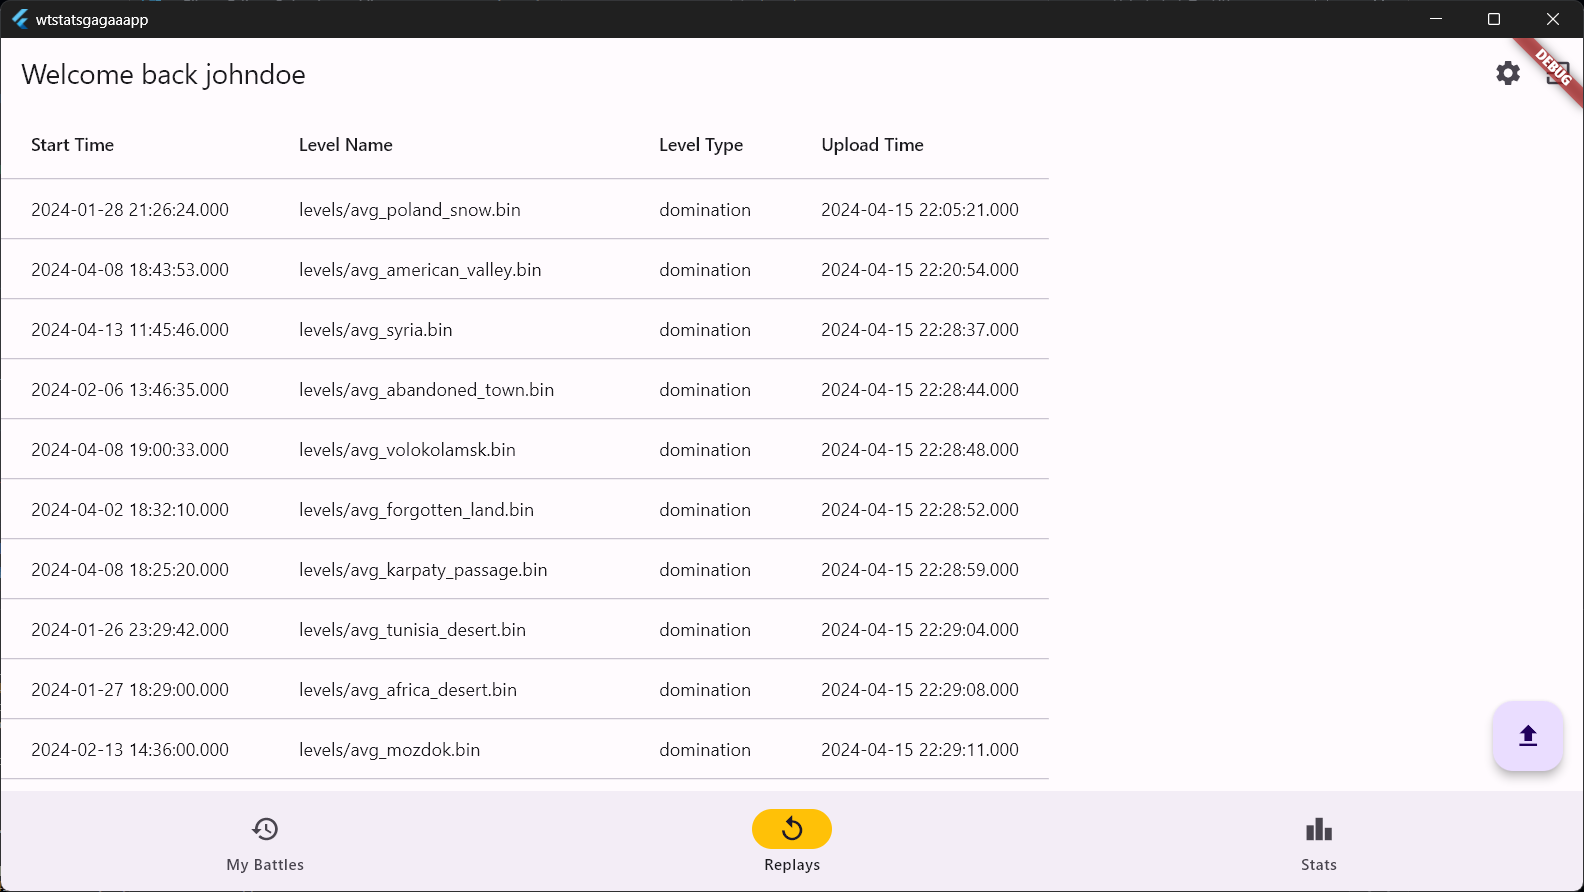 wtstatsgagaaapp
Welcome back johndoe
DEBUG
Start Time Level Name Level Type Upload Time
2024-01-28 21:26:24.000 levels/avg_poland_snow.bin domination 2024-04-15 22:05:21.000
2024-04-08 18:43:53.000 levels/avg_american_valley.bin domination 2024-04-15 22:20:54.000
2024-04-13 11:45:46.000 levels/avg_syria.bin domination 2024-04-15 22:28:37.000
2024-02-06 13:46:35.000 levels/avg_abandoned_town.bin domination 2024-04-15 22:28:44.000
2024-04-08 19:00:33.000 levels/avg_volokolamsk.bin domination 2024-04-15 22:28:48.000
2024-04-02 18:32:10.000 levels/avg_forgotten_land.bin domination 2024-04-15 22:28:52.000
2024-04-08 18:25:20.000 levels/avg_karpaty_passage.bin domination 2024-04-15 22:28:59.000
2024-01-26 23:29:42.000 levels/avg_tunisia_desert.bin domination 2024-04-15 22:29:04.000
2024-01-27 18:29:00.000 levels/avg_africa_desert.bin domination 2024-04-15 22:29:08.000
2024-02-13 14:36:00.000 levels/avg_mozdok.bin domination 2024-04-15 22:29:11.000
My Battles Replays Stats